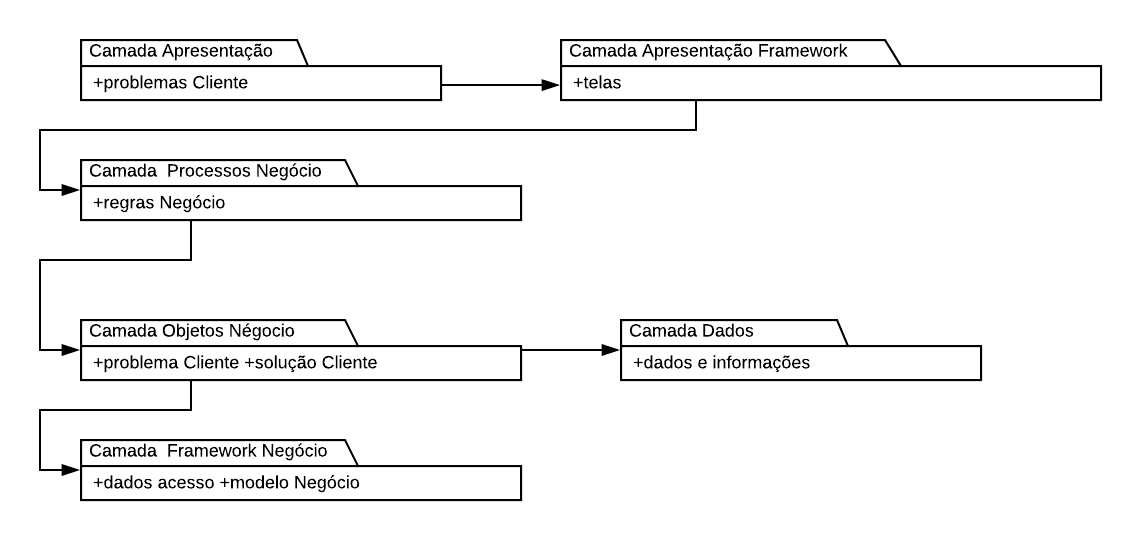 Camada Apresentação
+problemas Cliente
Camada Apresentação Framework
+telas
Camada  Processos Negócio
+regras Negócio
Camada Objetos Négocio
+problema Cliente +solução Cliente
Camada Dados
+dados e informações
Camada  Framework Negócio
+dados acesso +modelo Negócio